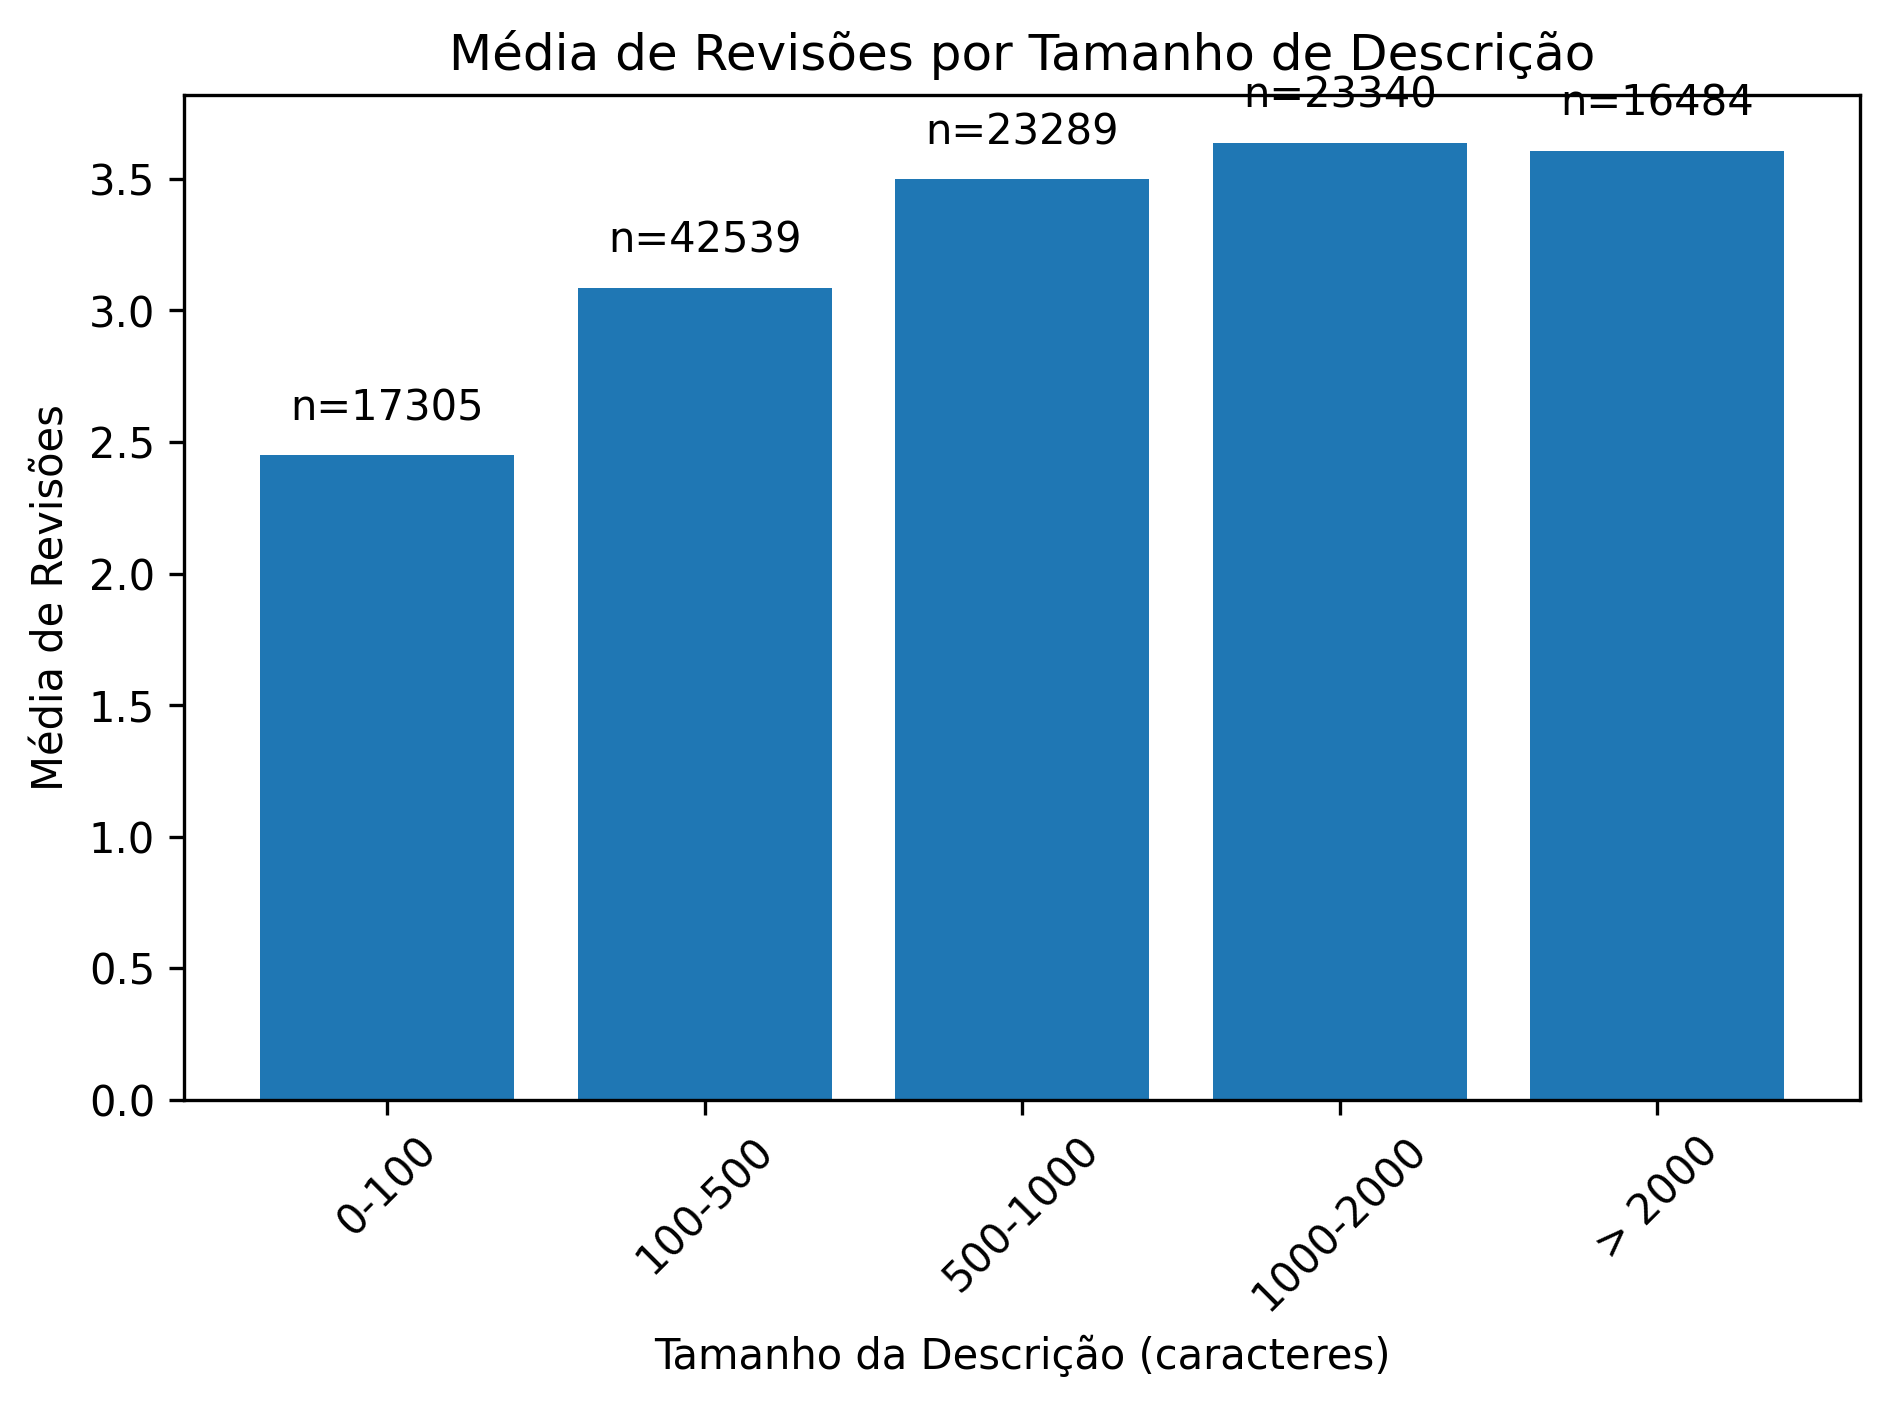 Média de Revisões por Tamanho de Descrição
n=17305
n=42539
n=23289
n=23340
n=16484
Média de Revisões
3.5
3.0
2.5
2.0
1.5
1.0
0.5
0.0
0-100
100-500
500-1000
1000-2000
> 2000
Tamanho da Descrição (caracteres)